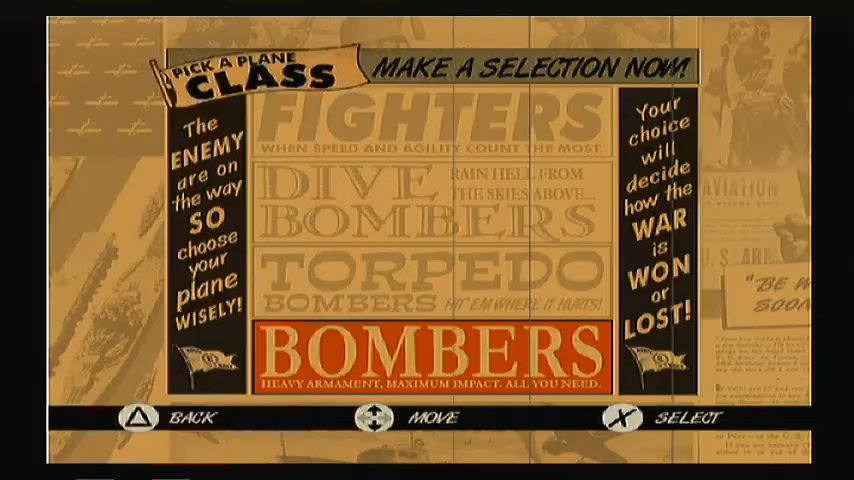 PICK A PLANE
CLASS
MAKE A SELECTION NOW!
The
ENEMY
are on
the way
SO
choose
your
plane
WISELY!
FIGHTERS
WHEN SPEED AND AGILITY COUNT THE MOST.
DIVE
BOMBERS
RAIN HELL FROM
THE SKIES ABOVE...
TORPEDO
BOMBERS
HIT 'EM WHERE IT HURTS!
BOMBERS
HEAVY ARMAMENT, MAXIMUM IMPACT. ALL YOU NEED.
Your
choice
will
decide
how the
WAR
is
WON
or
LOST!
AVIATION
"BE
SOON
BACK
MOVE
X
SELECT